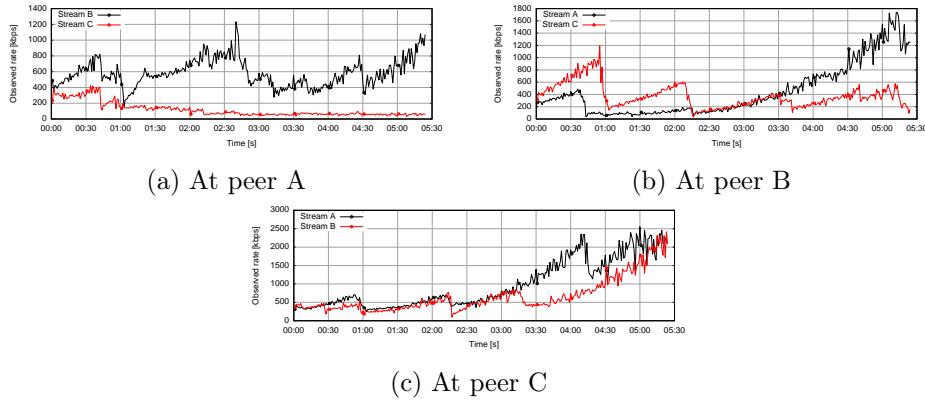 1400
1200
1000
800
600
400
200
0
Observed rate [kbps]
Stream B
Stream C
00:00 00:30 01:00 01:30 02:00 02:30 03:00 03:30 04:00 04:30 05:00 05:30
Time [s]
(a) At peer A
1800
1600
1400
1200
1000
800
600
400
200
0
Observed rate [kbps]
Stream A
Stream C
00:00 00:30 01:00 01:30 02:00 02:30 03:00 03:30 04:00 04:30 05:00 05:30
Time [s]
(b) At peer B
3000
2500
2000
1500
1000
500
0
Observed rate [kbps]
Stream A
Stream B
00:00 00:30 01:00 01:30 02:00 02:30 03:00 03:30 04:00 04:30 05:00 05:30
Time [s]
(c) At peer C